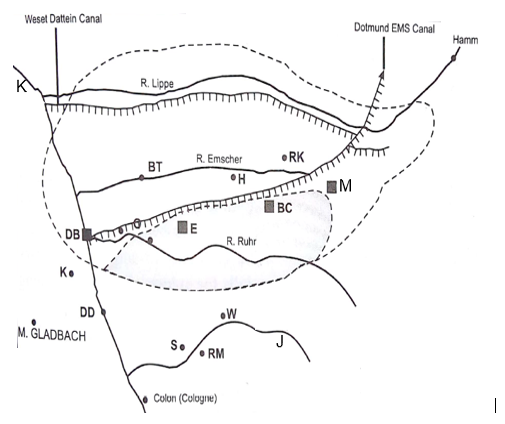 Weset Dattein Canal
Dotmund EMS Canal
Hamm
K
R. Lippe
R. Emscher
RK
BT
H
M
BC
O
DB
E
R. Ruhr
K
DD
W
M. GLADBACH
S
RM
J
Colon (Cologne)
I